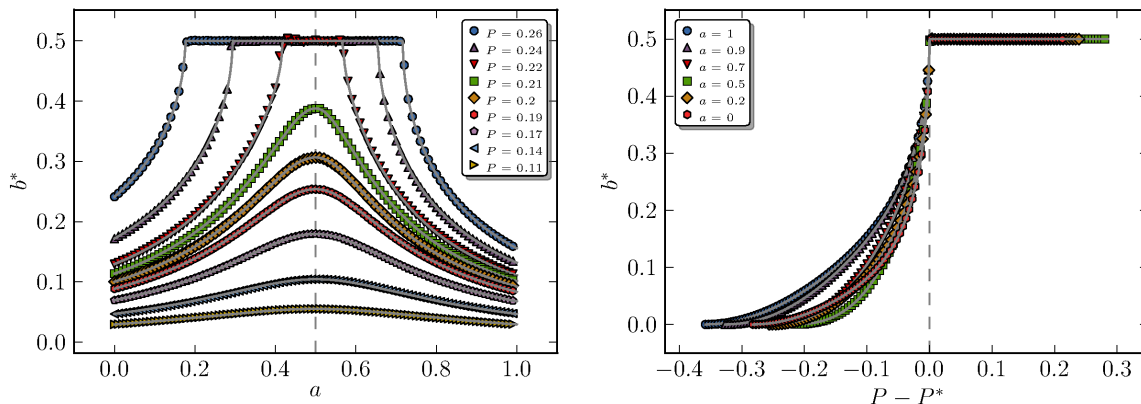 0.5
0.4
0.3
0.2
0.1
0.0
b*
0.0 0.2 0.4 0.6 0.8 1.0
a
P = 0.26
P = 0.24
P = 0.22
P = 0.21
P = 0.2
P = 0.19
P = 0.17
P = 0.14
P = 0.11
0.5
0.4
0.3
0.2
0.1
0.0
b*
−0.4 −0.3 −0.2 −0.1 0.0 0.1 0.2 0.3
P − P*
a = 1
a = 0.9
a = 0.7
a = 0.5
a = 0.2
a = 0